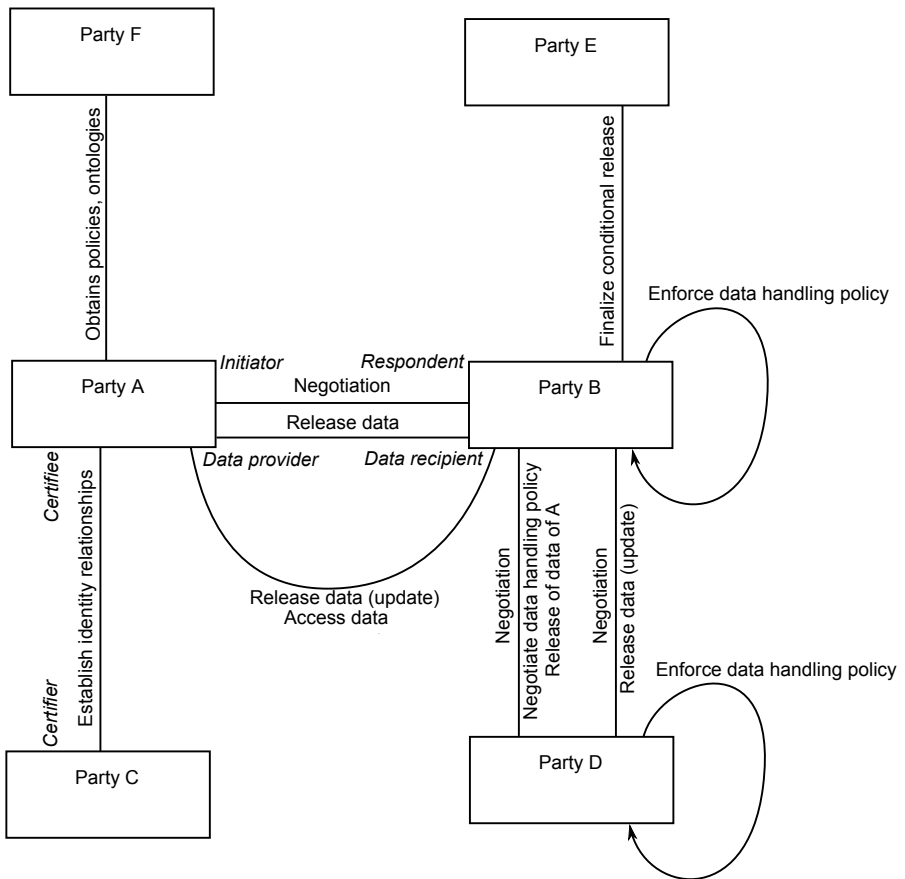 Party F
Party E
Obtains policies, ontologies
Finalize conditional release
Enforce data handling policy
Initiator
Respondent
Party A
Negotiation
Party B
Release data
Data provider
Data recipient
Certifiee
Establish identity relationships
Certifier
Release data (update)
Access data
Negotiation
Negotiate data handling policy
Release of data of A
Negotiation
Release data (update)
Enforce data handling policy
Party C
Party D